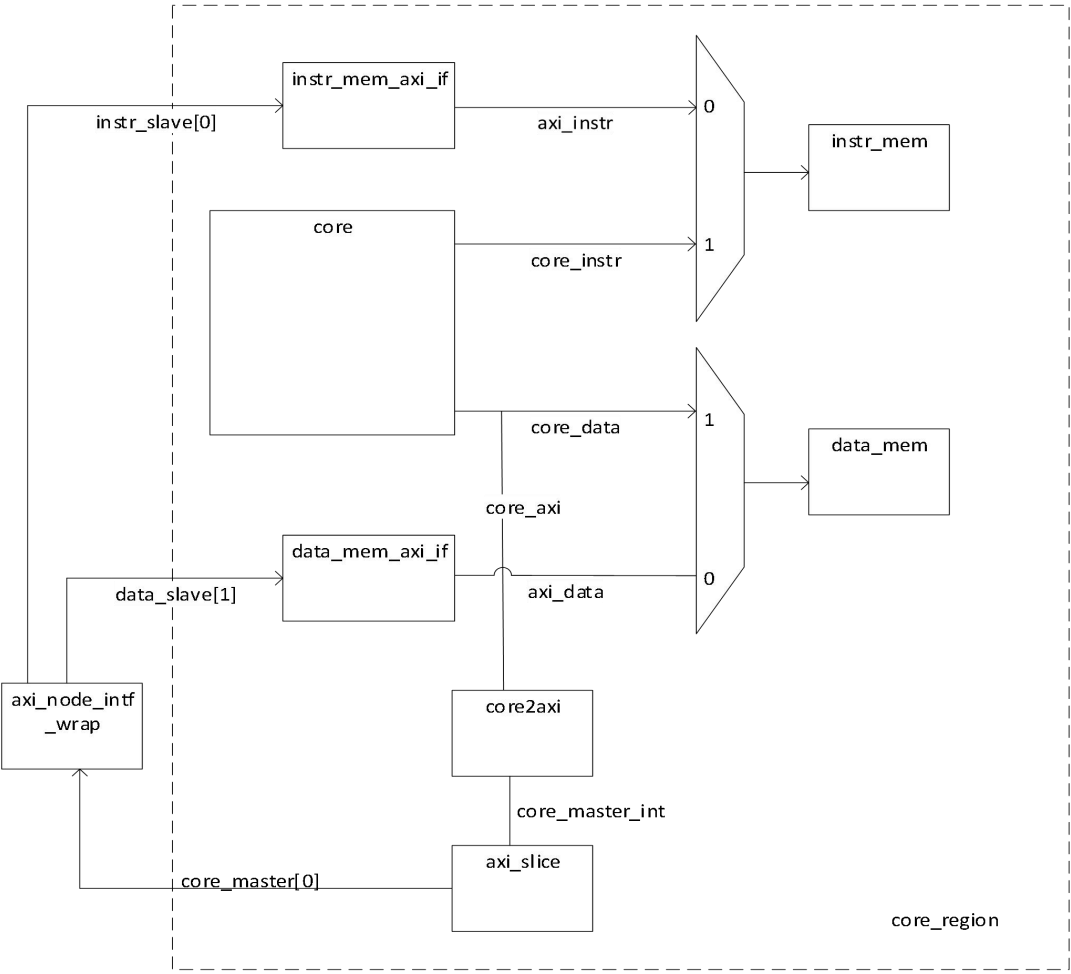 instr_mem_axi_if
0
instr_slave[0]
axi_instr
instr_mem
core
1
core_instr
1
core_data
data_mem
core_axi
data_mem_axi_if
0
data_slave[1]
axi_data
axi_node_intf
_wrap
core2axi
core_master_int
axi_slice
core_master[0]
core_region